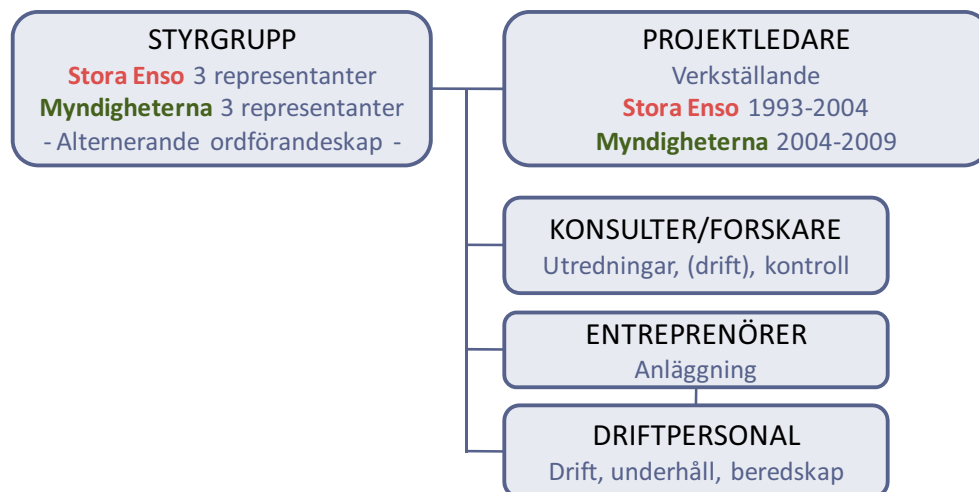 STYRGRUPP
Stora Enso 3 representanter
Myndigheterna 3 representanter
- Alternerande ordförandeskap -
PROJEKTLEDARE
Verkställande
Stora Enso 1993-2004
Myndigheterna 2004-2009
KONSULTER/FORSKARE
Utredningar, (drift), kontroll
ENTREPRENÖRER
Anläggning
DRIFTPERSONAL
Drift, underhåll, beredskap